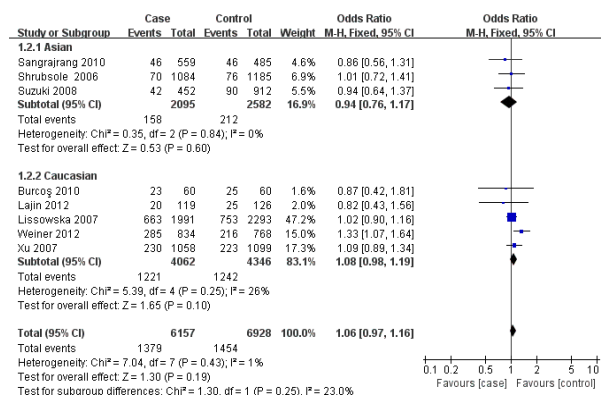 Case Control Odds Ratio Odds Ratio
Study or Subgroup Events Total Events Total Weight M-H, Fixed, 95% CI M-H, Fixed, 95% CI
1.2.1 Asian
Sangrajrang 2010 46 559 46 485 4.6% 0.86 [0.56, 1.31]
Shrubsole 2006 70 1084 76 1185 5.4% 1.01 [0.72, 1.41]
Suzuki 2008 42 452 90 912 7.0% 0.94 [0.64, 1.37]
Subtotal (95% CI) 2095 2582 16.9% 0.94 [0.76, 1.17]
Total events 158 212
Heterogeneity: Chi² = 0.35, df = 2 (P = 0.84); I² = 0%
Test for overall effect: Z = 0.53 (P = 0.60)
1.2.2 Caucasian
Burcoş 2010 23 60 25 60 1.6% 0.87 [0.42, 1.81]
Lajin 2012 20 119 25 126 2.0% 0.82 [0.43, 1.56]
Lissowska 2007 663 1991 753 2293 47.2% 1.02 [0.90, 1.16]
Weiner 2012 285 834 216 768 15.0% 1.33 [1.07, 1.64]
Xu 2007 230 1058 223 1099 17.3% 1.09 [0.89, 1.34]
Subtotal (95% CI) 4062 4346 83.1% 1.08 [0.98, 1.19]
Total events 1221 1242
Heterogeneity: Chi² = 5.39, df = 4 (P = 0.25); I² = 26%
Test for overall effect: Z = 1.65 (P = 0.10)
Total (95% CI) 6157 6928 100.0% 1.06 [0.97, 1.16]
Total events 1379 1454
Heterogeneity: Chi² = 7.04, df = 7 (P = 0.43); I² = 1%
Test for overall effect: Z = 1.30 (P = 0.19)
Test for subgroup differences: Chi² = 1.30, df = 1 (P = 0.25), I² = 23.0%
0.1 0.2 0.5 1 2 5 10
Favours [case] Favours [control]